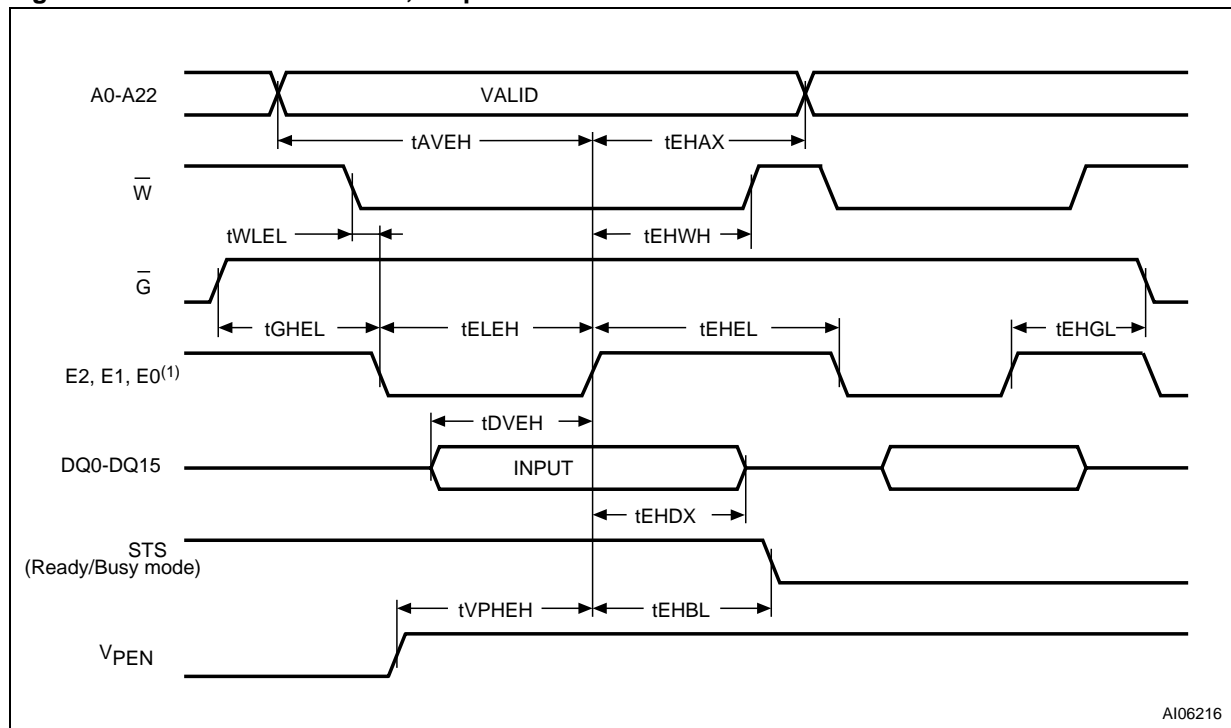 A0-A22
VALID
tAVEH
tEHAX
W
tWLEL
tEHWH
G
tGHEL
tELEH
tEHEL
tEHGL
E2, E1, E0(1)
tDVEH
DQ0-DQ15
INPUT
tEHDX
STS
(Ready/Busy mode)
tVPHEH
tEHBL
VPEN
AI06216